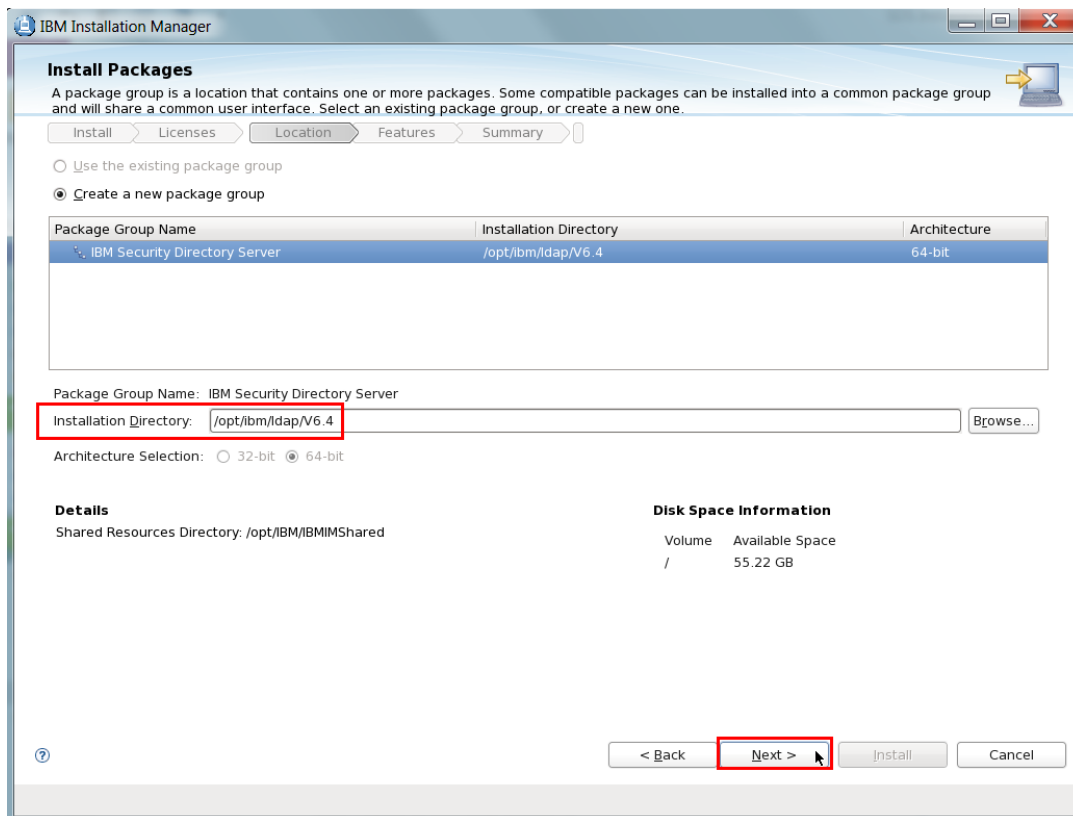 IBM Installation Manager
Install Packages
A package group is a location that contains one or more packages. Some compatible packages can be installed into a common package group
and will share a common user interface. Select an existing package group, or create a new one.
Install Licenses Location Features Summary
Use the existing package group
Create a new package group
Package Group Name Installation Directory Architecture
IBM Security Directory Server /opt/ibm/ldap/V6.4 64-bit
Package Group Name: IBM Security Directory Server
Installation Directory: /opt/ibm/ldap/V6.4 Browse...
Architecture Selection: 32-bit 64-bit
Details Disk Space Information
Shared Resources Directory: /opt/IBM/IBMIMShared
Volume Available Space
/ 55.22 GB
? < Back Next > Install Cancel